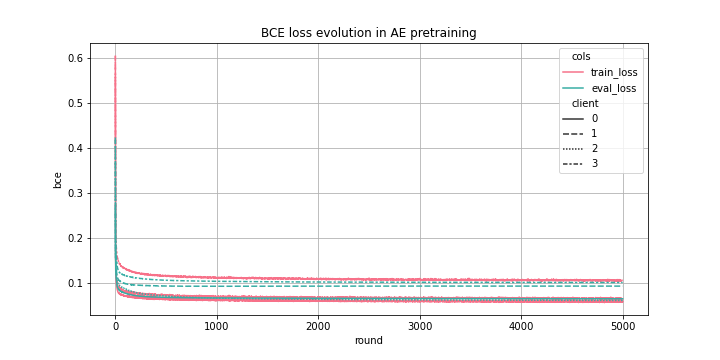 BCE loss evolution in AE pretraining
0.6
0.5
0.4
0.3
0.2
0.1
bce
0
1000
2000
3000
4000
5000
round
cols
train_loss
eval_loss
client
0
1
2
3